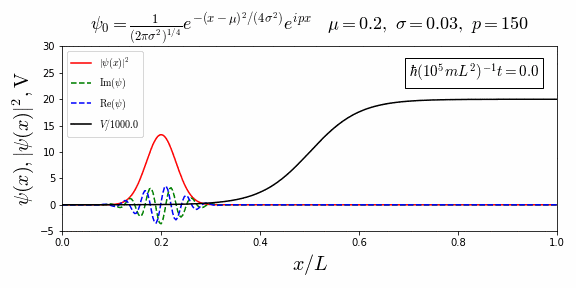 ψ₀ = 1/(2πσ²)^{1/4} e^{-(x-μ)²/(4σ²)} e^{ipx}   μ = 0.2, σ = 0.03, p = 150
30
25
20
15
10
5
0
−5
ψ(x), |ψ(x)|², V
|ψ(x)|²
Im(ψ)
Re(ψ)
V/1000.0
ħ(10⁵mL²)⁻¹t = 0.0
0.0 0.2 0.4 0.6 0.8 1.0
x/L